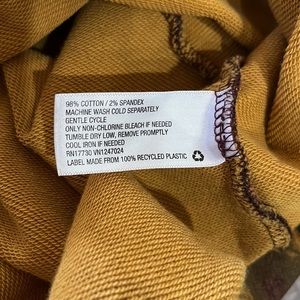 98% COTTON / 2% SPANDEX
MACHINE WASH COLD SEPARATELY
GENTLE CYCLE
ONLY NON-CHLORINE BLEACH IF NEEDED
TUMBLE DRY LOW, REMOVE PROMPTLY
COOL IRON IF NEEDED
RN17730 VN1247024
LABEL MADE FROM 100% RECYCLED PLASTIC